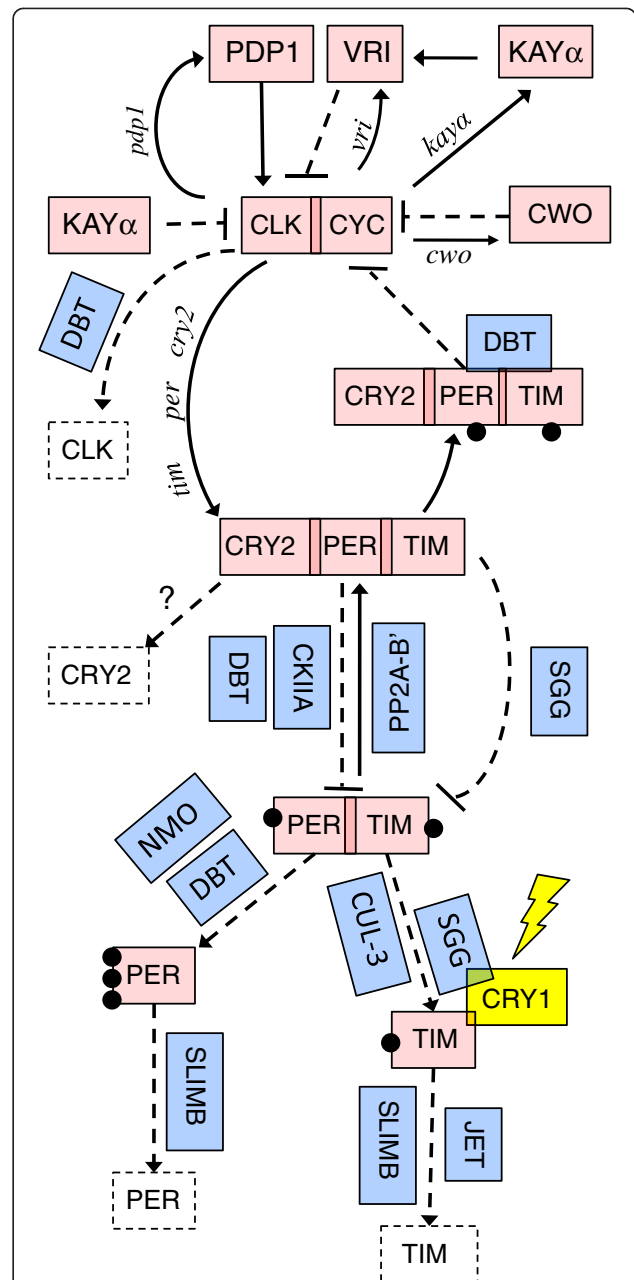 PDP1
VRI
KAYα
pdp1
vri
kayα
KAYα
CLK
CYC
CWO
cwo
DBT
DBT
cry2
per
tim
CRY2
PER
TIM
CLK
CRY2
PER
TIM
?
CRY2
DBT
CKIIA
PP2A-B'
SGG
PER
TIM
NMO
DBT
CUL-3
SGG
CRY1
PER
TIM
SLIMB
SLIMB
JET
PER
TIM